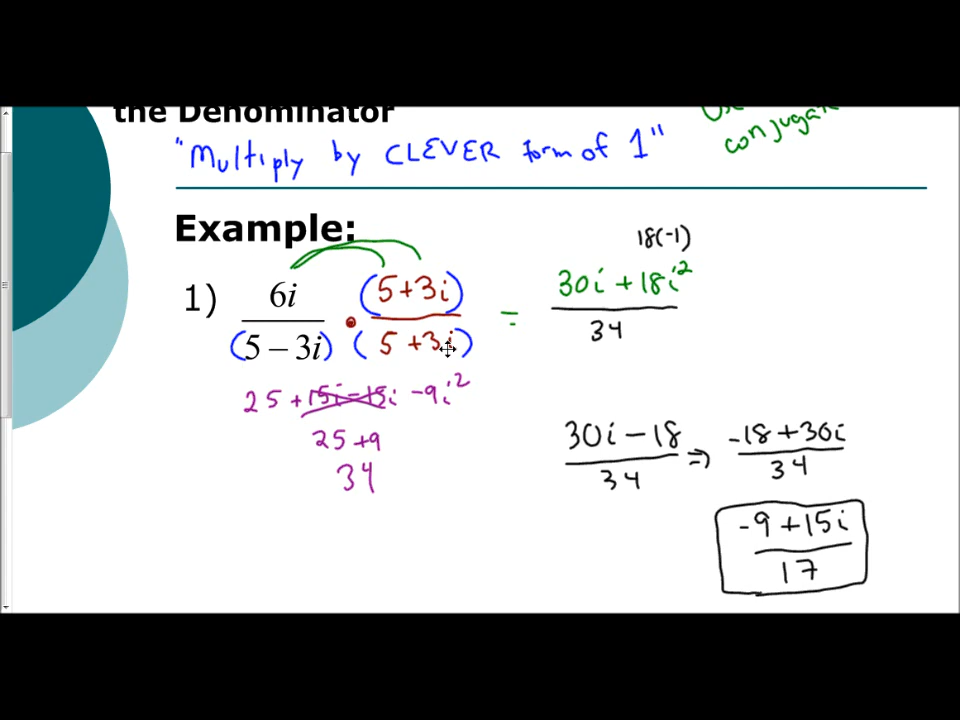 the Denominator
Use
conjugate
"Multiply by CLEVER form of 1"
Example:
18(-1)
1) 6i/(5 – 3i) • (5+3i)/(5+3i) = 30i + 18i²/34
25 + 15i - 15i - 9i²
25 + 9
34
30i - 18/34 ⇒ -18 + 30i/34
-9 + 15i/17